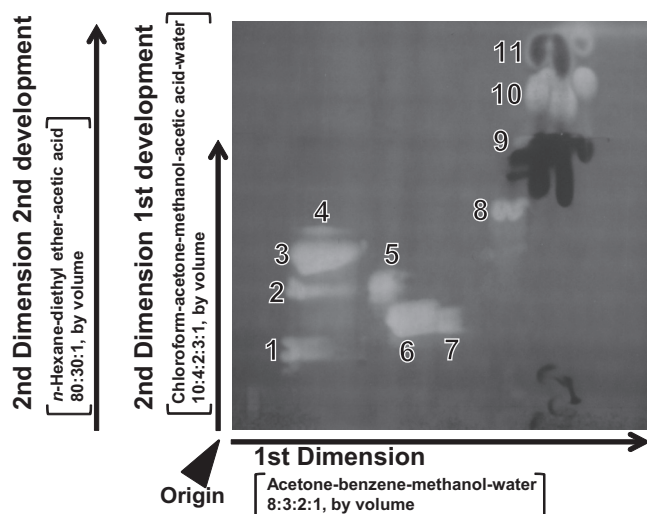 2nd Dimension 2nd development
n-Hexane-diethyl ether-acetic acid
80:30:1, by volume
2nd Dimension 1st development
Chloroform-acetone-methanol-acetic acid-water
10:4:2:3:1, by volume
11
10
9
8
4
3
5
2
1
6
7
Origin
1st Dimension
Acetone-benzene-methanol-water
8:3:2:1, by volume